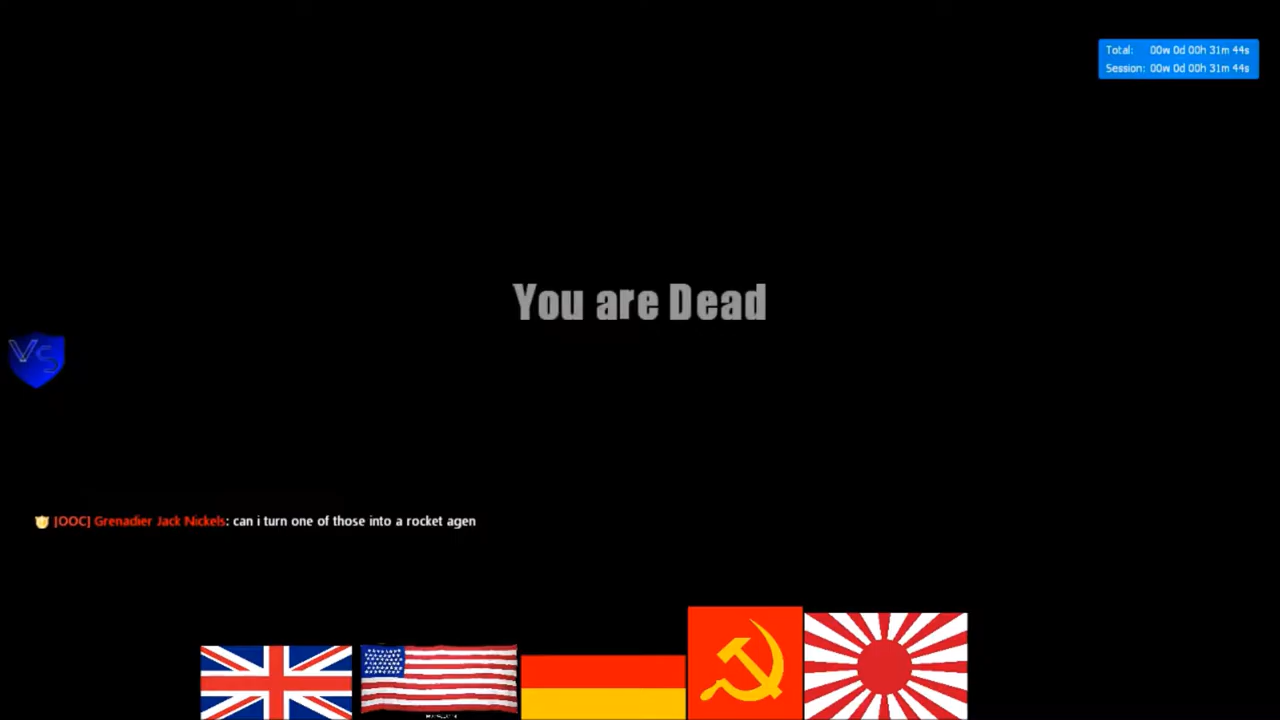 Total: 00w 0d 00h 31m 44s
Session: 00w 0d 00h 31m 44s
You are Dead
VS
[OOC] Grenadier Jack Nickels: can i turn one of those into a rocket agen